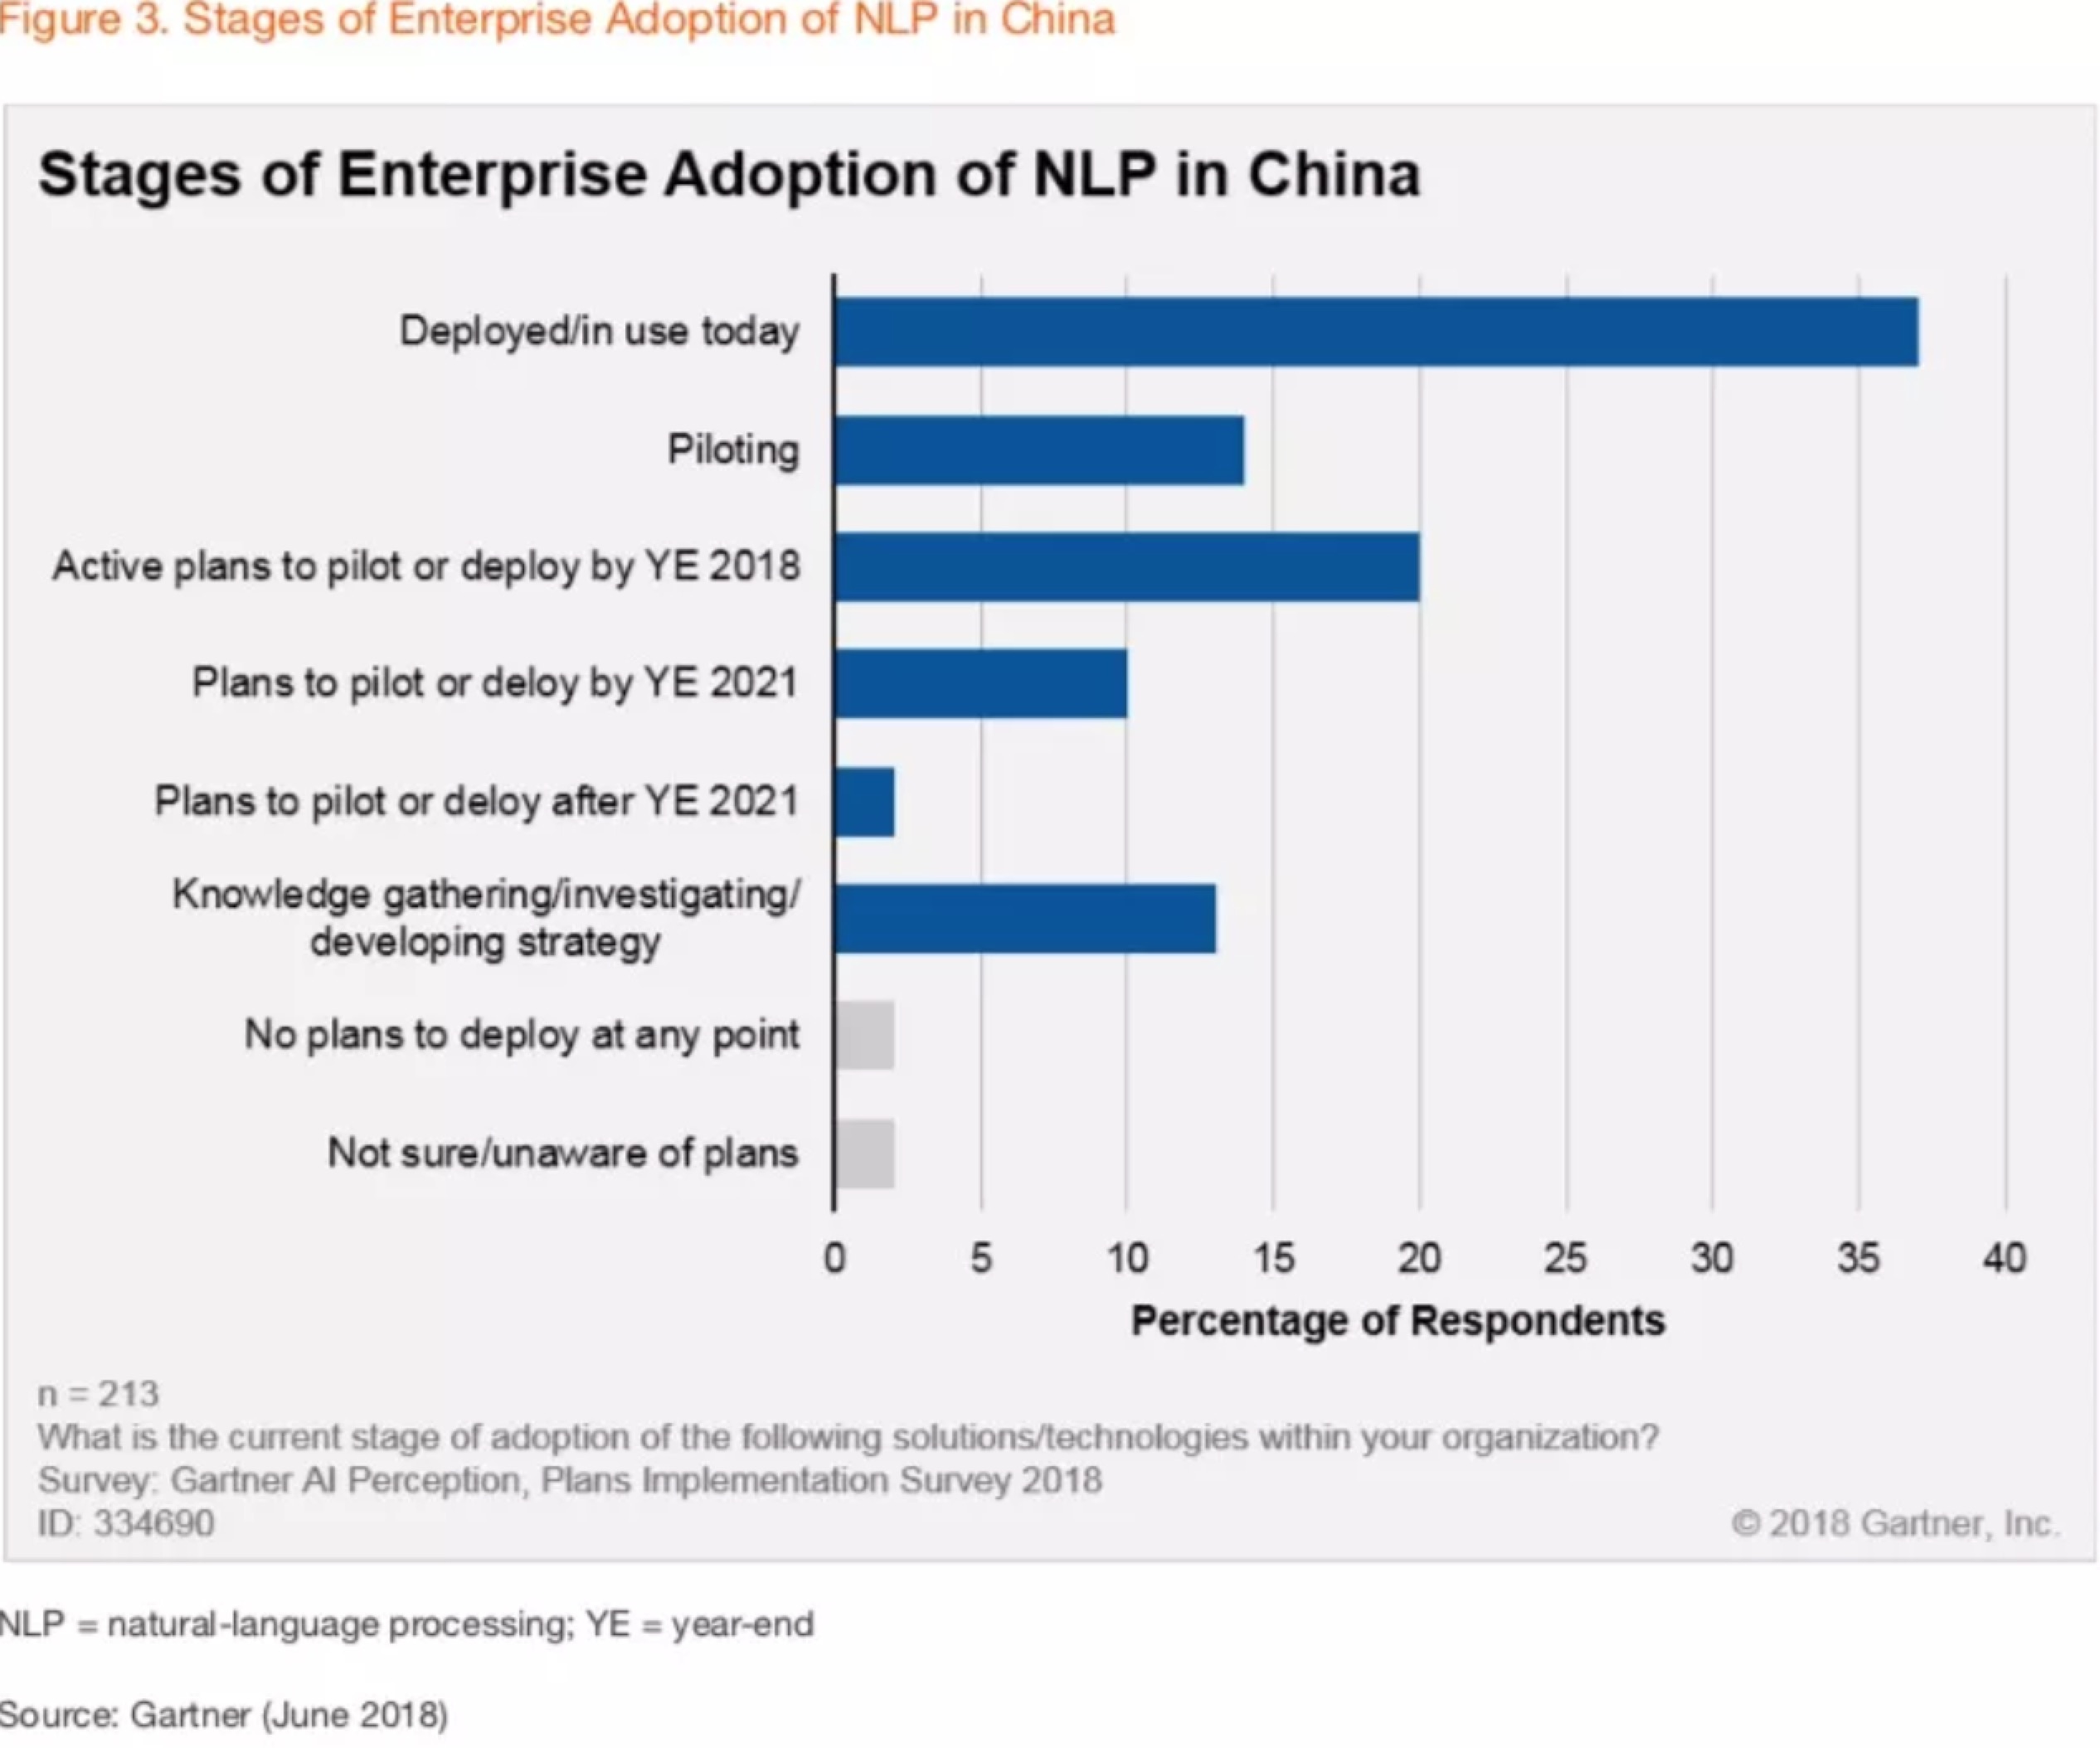 Figure 3. Stages of Enterprise Adoption of NLP in China
Stages of Enterprise Adoption of NLP in China
Deployed/in use today
Piloting
Active plans to pilot or deploy by YE 2018
Plans to pilot or deloy by YE 2021
Plans to pilot or deloy after YE 2021
Knowledge gathering/investigating/
developing strategy
No plans to deploy at any point
Not sure/unaware of plans
0 5 10 15 20 25 30 35 40
Percentage of Respondents
n = 213
What is the current stage of adoption of the following solutions/technologies within your organization?
Survey: Gartner AI Perception, Plans Implementation Survey 2018
ID: 334690
© 2018 Gartner, Inc.
NLP = natural-language processing; YE = year-end
Source: Gartner (June 2018)